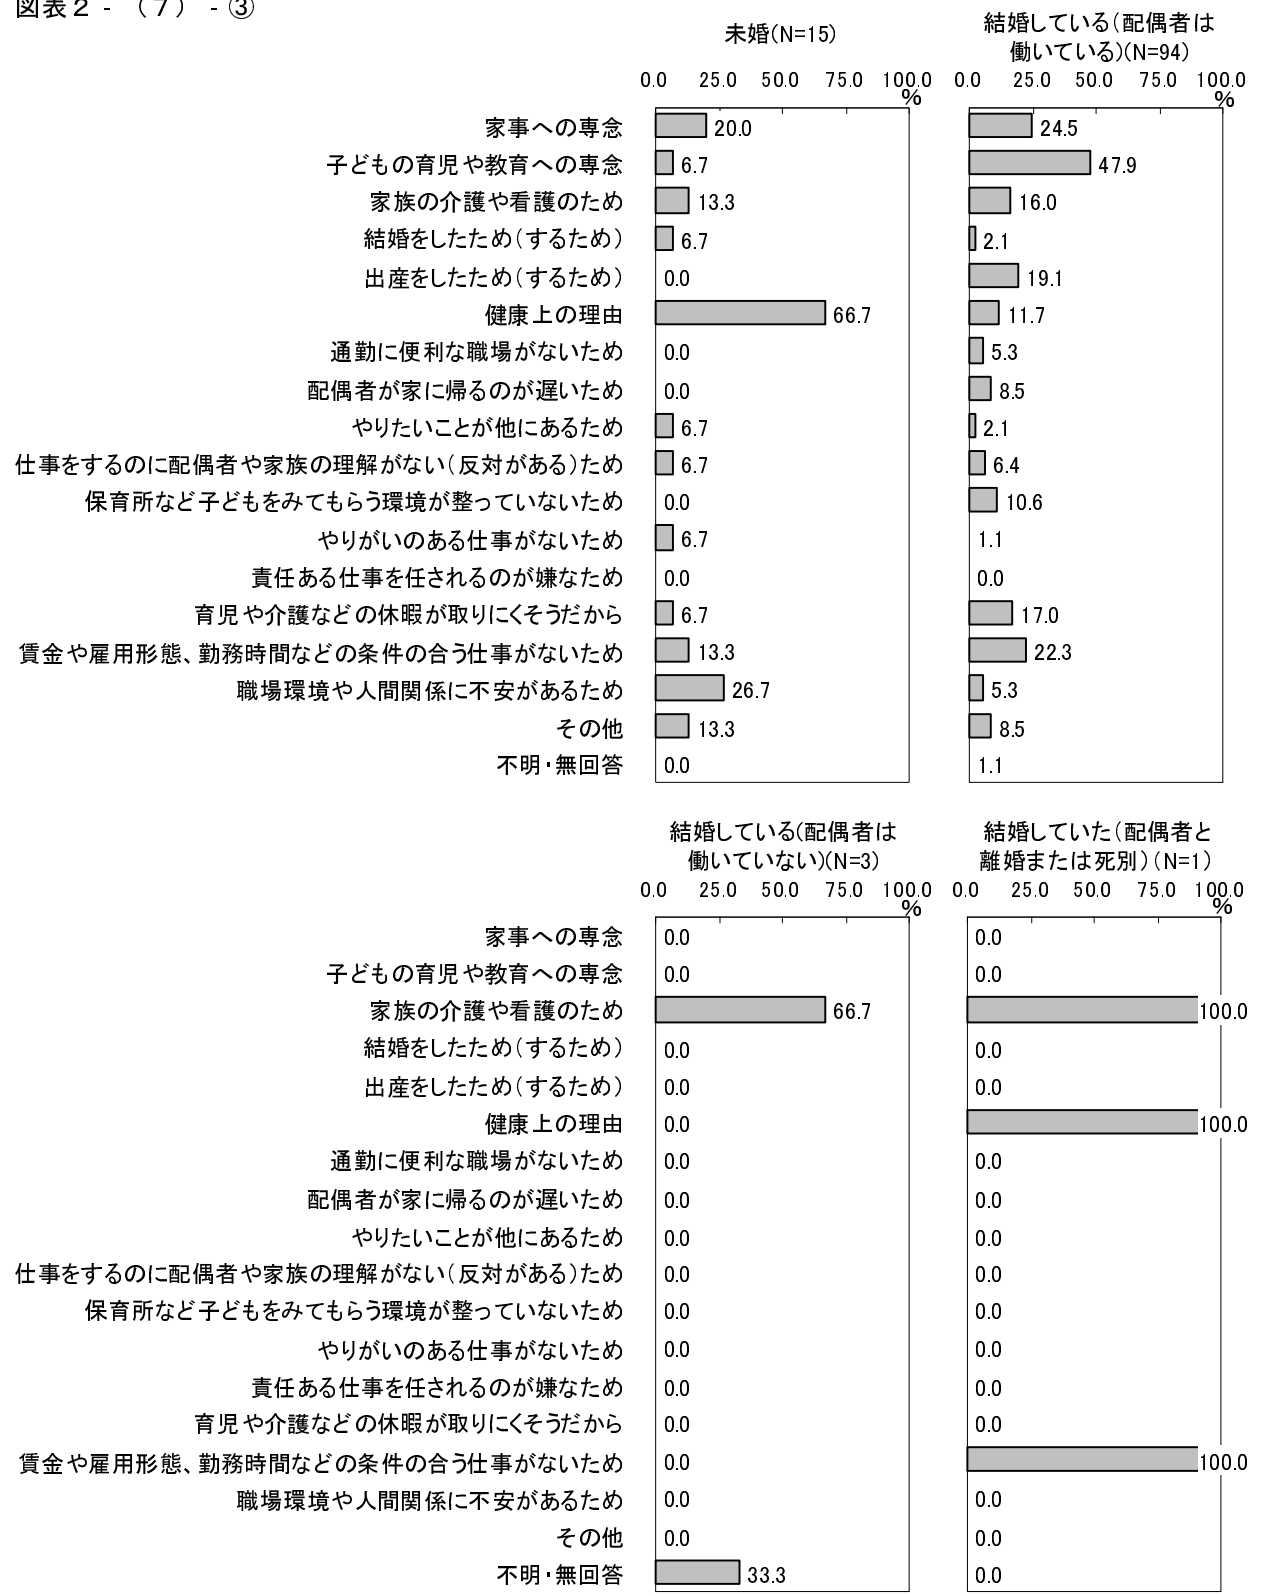 図表２-（７）-③
未婚(N=15)
結婚している(配偶者は
働いている)(N=94)
0.0 25.0 50.0 75.0 100.0
%
0.0 25.0 50.0 75.0 100.0
%
家事への専念 20.0 24.5
子どもの育児や教育への専念 6.7 47.9
家族の介護や看護のため 13.3 16.0
結婚をしたため(するため) 6.7 2.1
出産をしたため(するため) 0.0 19.1
健康上の理由 66.7 11.7
通勤に便利な職場がないため 0.0 5.3
配偶者が家に帰るのが遅いため 0.0 8.5
やりたいことが他にあるため 6.7 2.1
仕事をするのに配偶者や家族の理解がない(反対がある)ため 6.7 6.4
保育所など子どもをみてもらう環境が整っていないため 0.0 10.6
やりがいのある仕事がないため 6.7 1.1
責任ある仕事を任されるのが嫌なため 0.0 0.0
育児や介護などの休暇が取りにくそうだから 6.7 17.0
賃金や雇用形態、勤務時間などの条件の合う仕事がないため 13.3 22.3
職場環境や人間関係に不安があるため 26.7 5.3
その他 13.3 8.5
不明・無回答 0.0 1.1
結婚している(配偶者は
働いていない)(N=3)
結婚していた(配偶者と
離婚または死別)(N=1)
0.0 25.0 50.0 75.0 100.0
%
0.0 25.0 50.0 75.0 100.0
%
家事への専念 0.0 0.0
子どもの育児や教育への専念 0.0 0.0
家族の介護や看護のため 66.7 100.0
結婚をしたため(するため) 0.0 0.0
出産をしたため(するため) 0.0 0.0
健康上の理由 0.0 100.0
通勤に便利な職場がないため 0.0 0.0
配偶者が家に帰るのが遅いため 0.0 0.0
やりたいことが他にあるため 0.0 0.0
仕事をするのに配偶者や家族の理解がない(反対がある)ため 0.0 0.0
保育所など子どもをみてもらう環境が整っていないため 0.0 0.0
やりがいのある仕事がないため 0.0 0.0
責任ある仕事を任されるのが嫌なため 0.0 0.0
育児や介護などの休暇が取りにくそうだから 0.0 0.0
賃金や雇用形態、勤務時間などの条件の合う仕事がないため 0.0 100.0
職場環境や人間関係に不安があるため 0.0 0.0
その他 0.0 0.0
不明・無回答 33.3 0.0